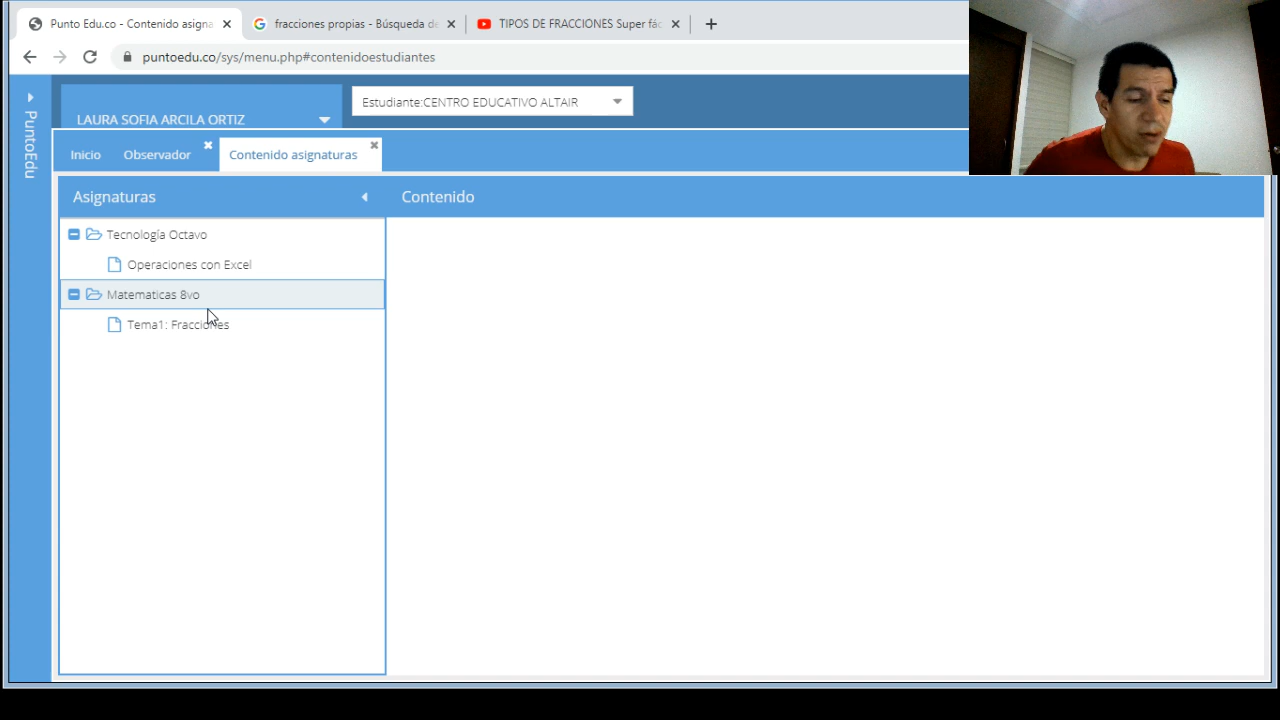 Punto Edu.co - Contenido asigna
fracciones propias - Búsqueda de
TIPOS DE FRACCIONES Super fác
puntoedu.co/sys/menu.php#contenidoestudiantes
PuntoEdu
LAURA SOFIA ARCILA ORTIZ
Estudiante:CENTRO EDUCATIVO ALTAIR
Inicio
Observador
Contenido asignaturas
Asignaturas
Contenido
Tecnología Octavo
Operaciones con Excel
Matematicas 8vo
Tema1: Fracciones